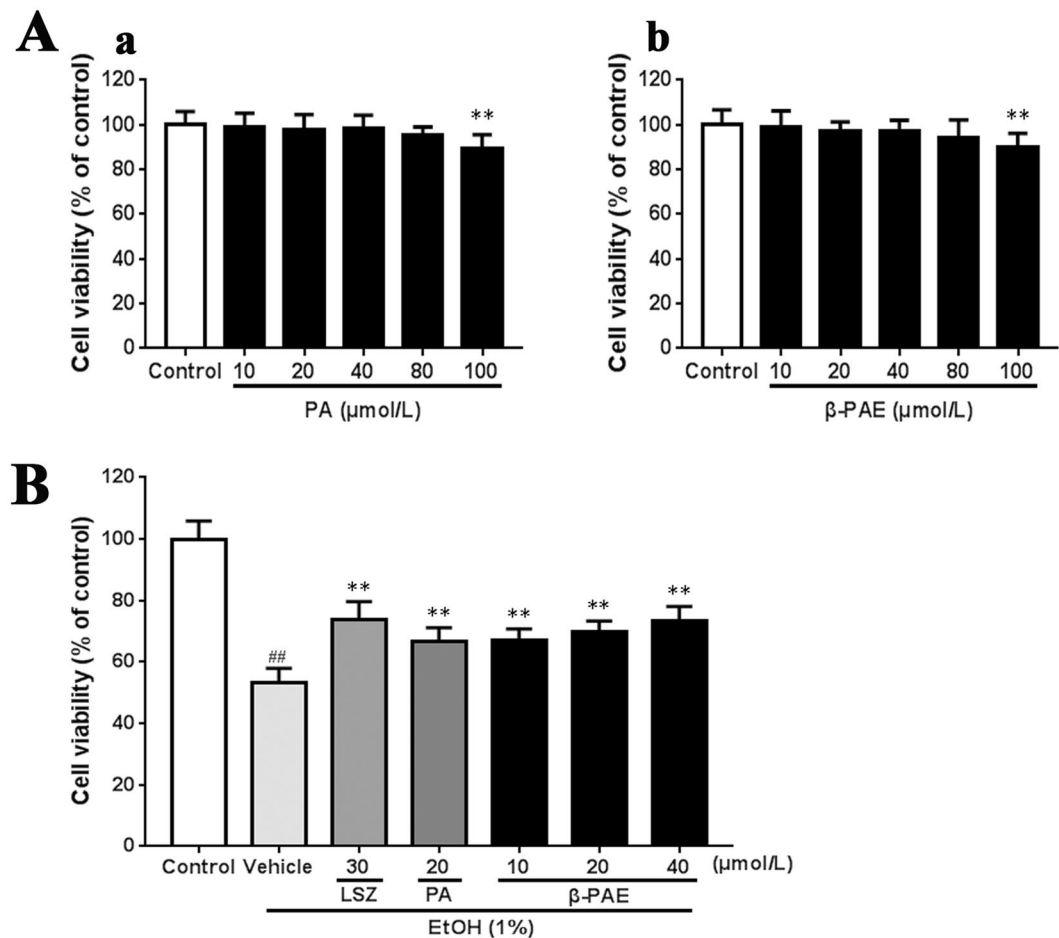 A
a
Cell viability (% of control)
120
100
80
60
40
20
0
**
Control 10 20 40 80 100
PA (µmol/L)
b
Cell viability (% of control)
120
100
80
60
40
20
0
**
Control 10 20 40 80 100
β-PAE (µmol/L)
B
Cell viability (% of control)
120
100
80
60
40
20
0
## ** ** ** ** **
Control Vehicle 30 20 10 20 40 (µmol/L)
LSZ PA β-PAE
EtOH (1%)